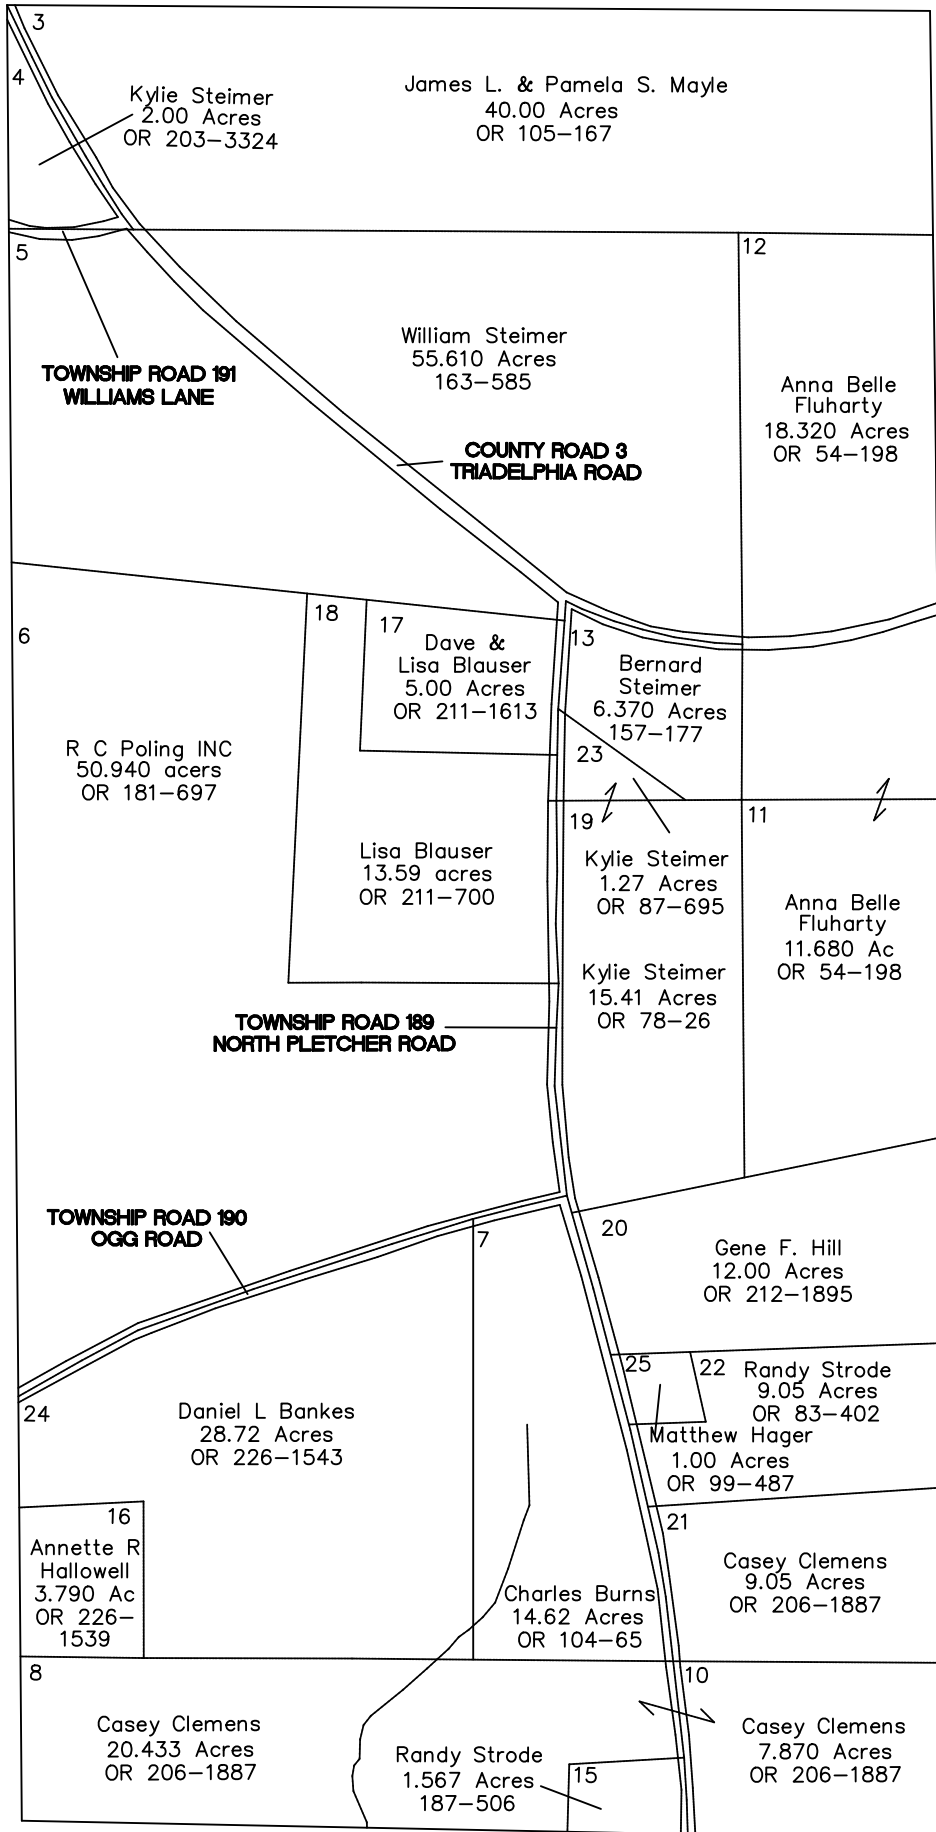 3
4
Kylie Steimer
2.00 Acres
OR 203-3324
James L. & Pamela S. Mayle
40.00 Acres
OR 105-167
5
12
TOWNSHIP ROAD 191
WILLIAMS LANE
William Steimer
55.610 Acres
163-585
COUNTY ROAD 3
TRIADELPHIA ROAD
Anna Belle
Fluharty
18.320 Acres
OR 54-198
6
18
17
Dave &
Lisa Blauser
5.00 Acres
OR 211-1613
13
Bernard
Steimer
6.370 Acres
157-177
23
R C Poling INC
50.940 acers
OR 181-697
19
11
Lisa Blauser
13.59 acres
OR 211-700
Kylie Steimer
1.27 Acres
OR 87-695
Anna Belle
Fluharty
11.680 Ac
OR 54-198
Kylie Steimer
15.41 Acres
OR 78-26
TOWNSHIP ROAD 189
NORTH PLETCHER ROAD
TOWNSHIP ROAD 190
OGG ROAD
7
20
Gene F. Hill
12.00 Acres
OR 212-1895
25
22
Randy Strode
9.05 Acres
OR 83-402
Matthew Hager
1.00 Acres
OR 99-487
24
Daniel L Bankes
28.72 Acres
OR 226-1543
16
Annette R
Hallowell
3.790 Ac
OR 226-
1539
21
Casey Clemens
9.05 Acres
OR 206-1887
Charles Burns
14.62 Acres
OR 104-65
8
10
Casey Clemens
20.433 Acres
OR 206-1887
Randy Strode
1.567 Acres
187-506
15
Casey Clemens
7.870 Acres
OR 206-1887